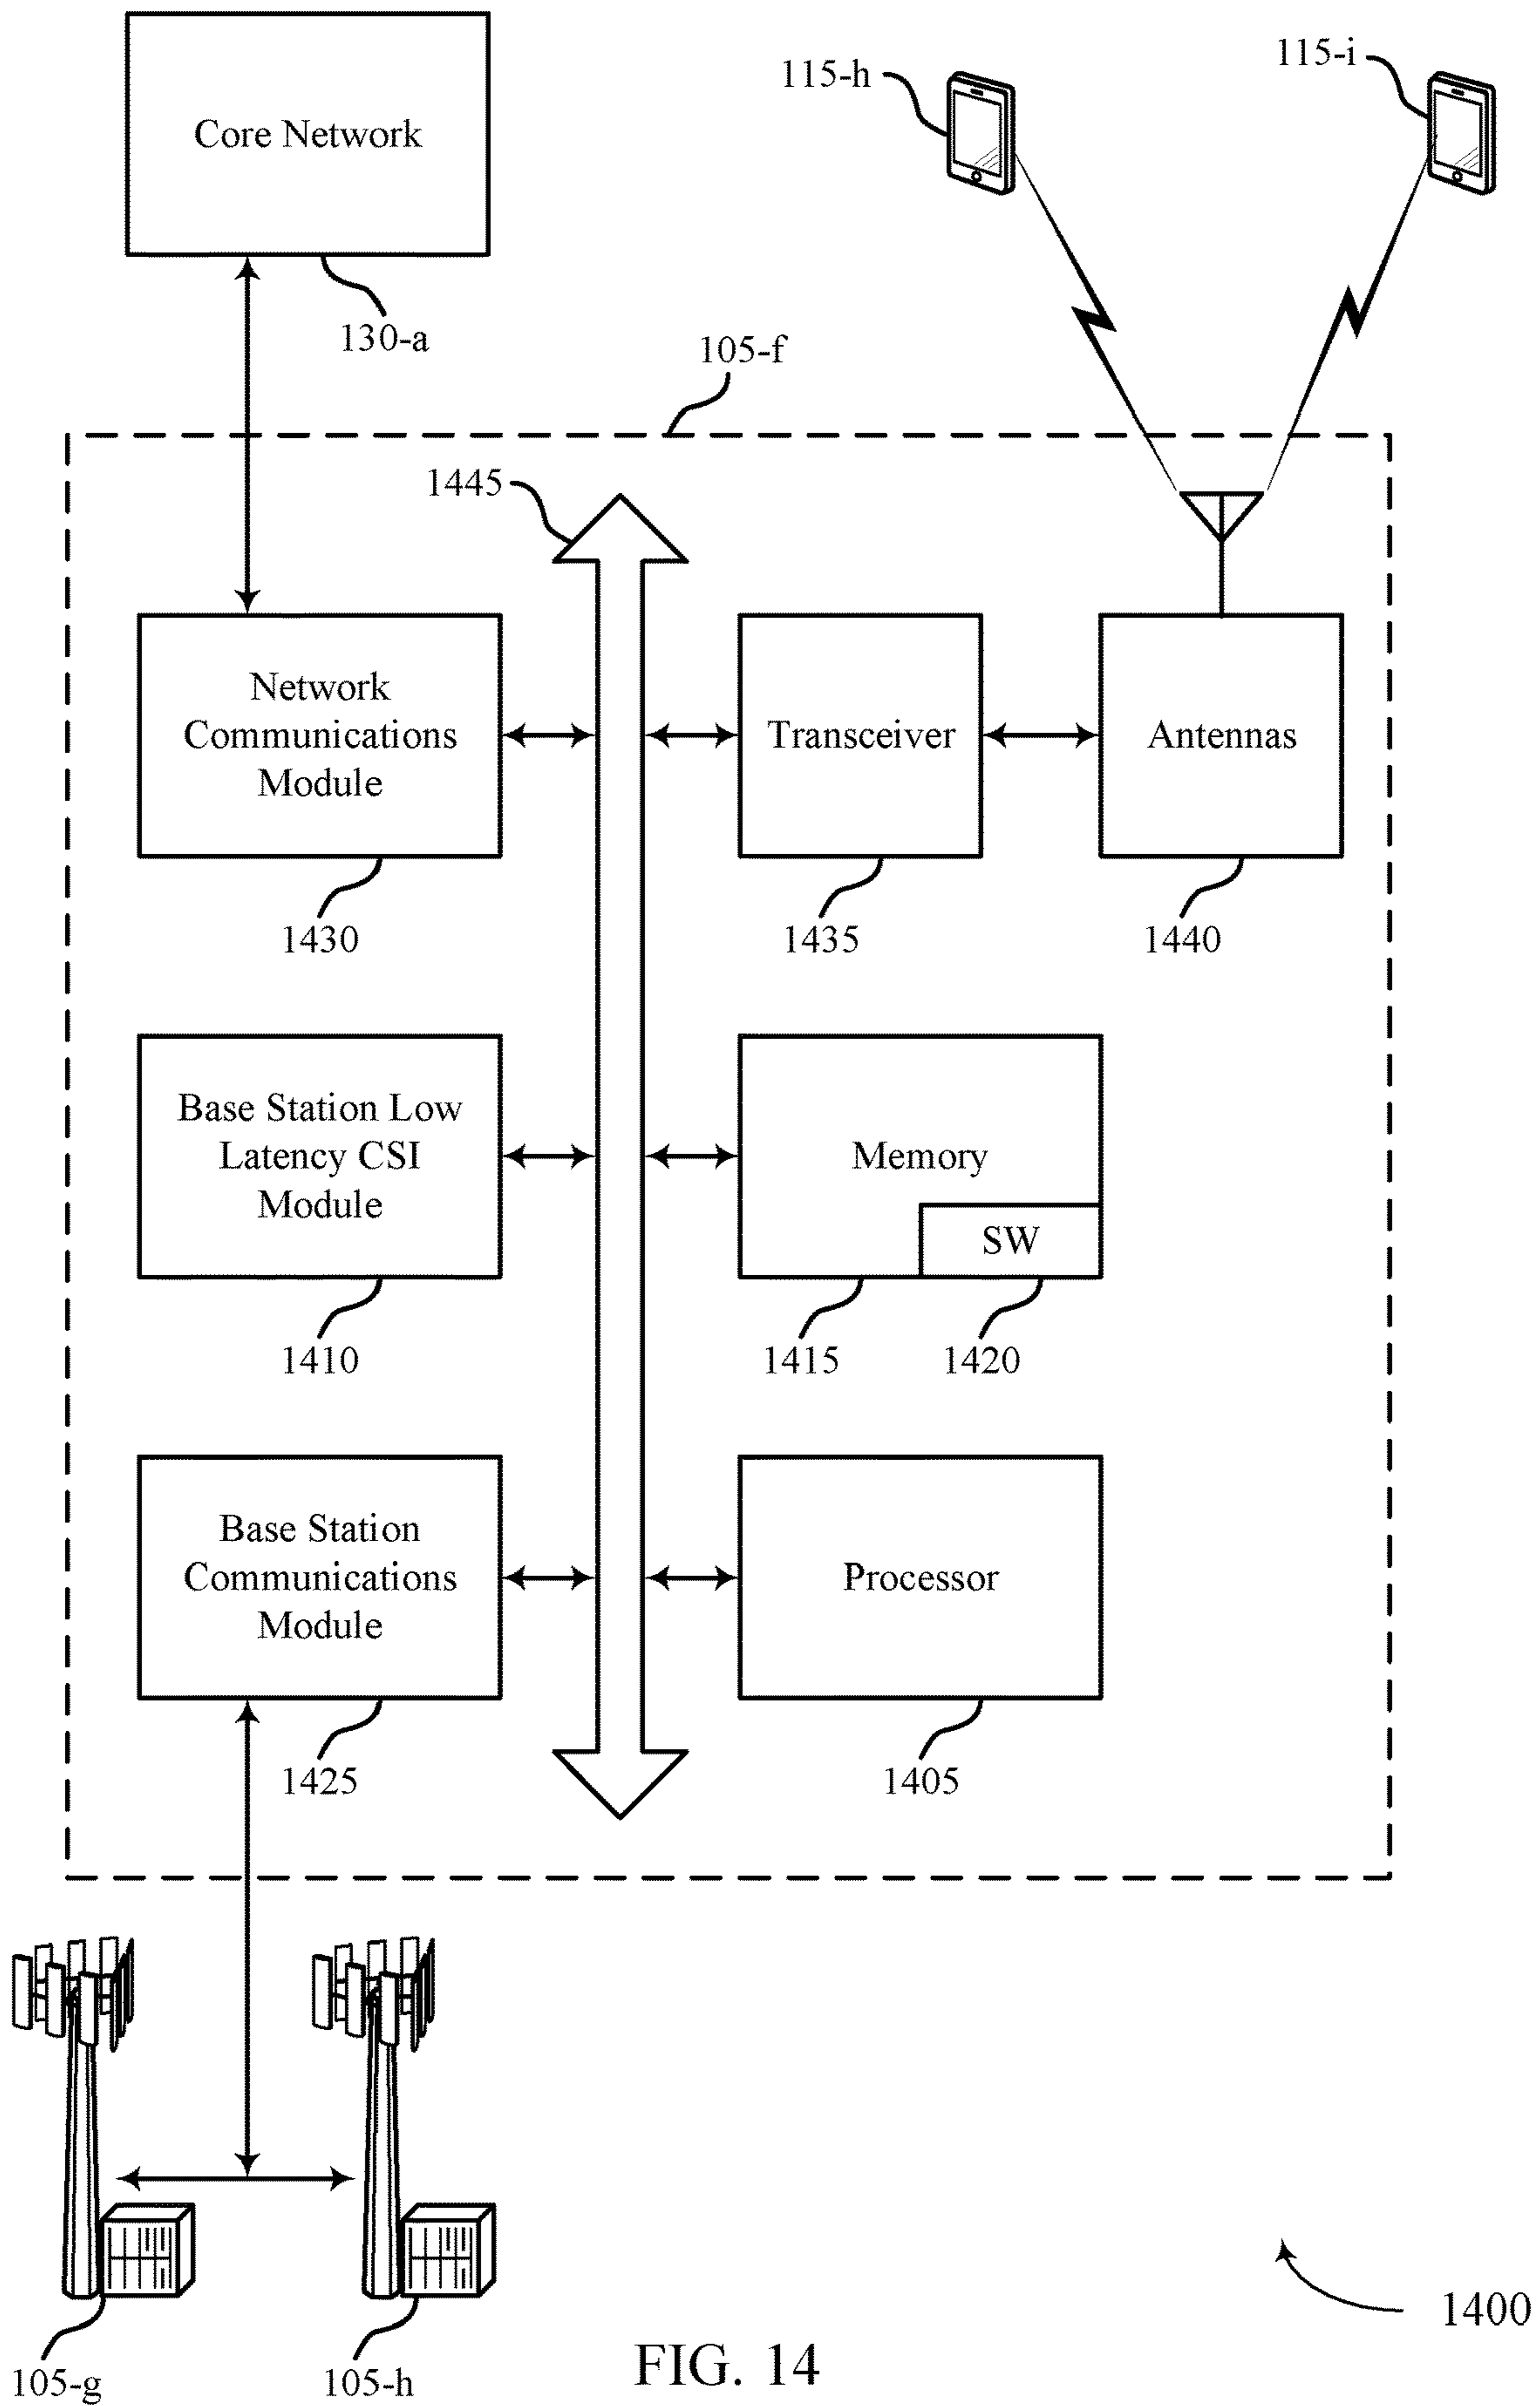 115-h
115-i
Core Network
130-a
105-f
1445
Network
Communications
Module
Transceiver
Antennas
1430
1435
1440
Base Station Low
Latency CSI
Module
Memory
SW
1410
1415
1420
Base Station
Communications
Module
Processor
1425
1405
105-g
105-h
1400
FIG. 14